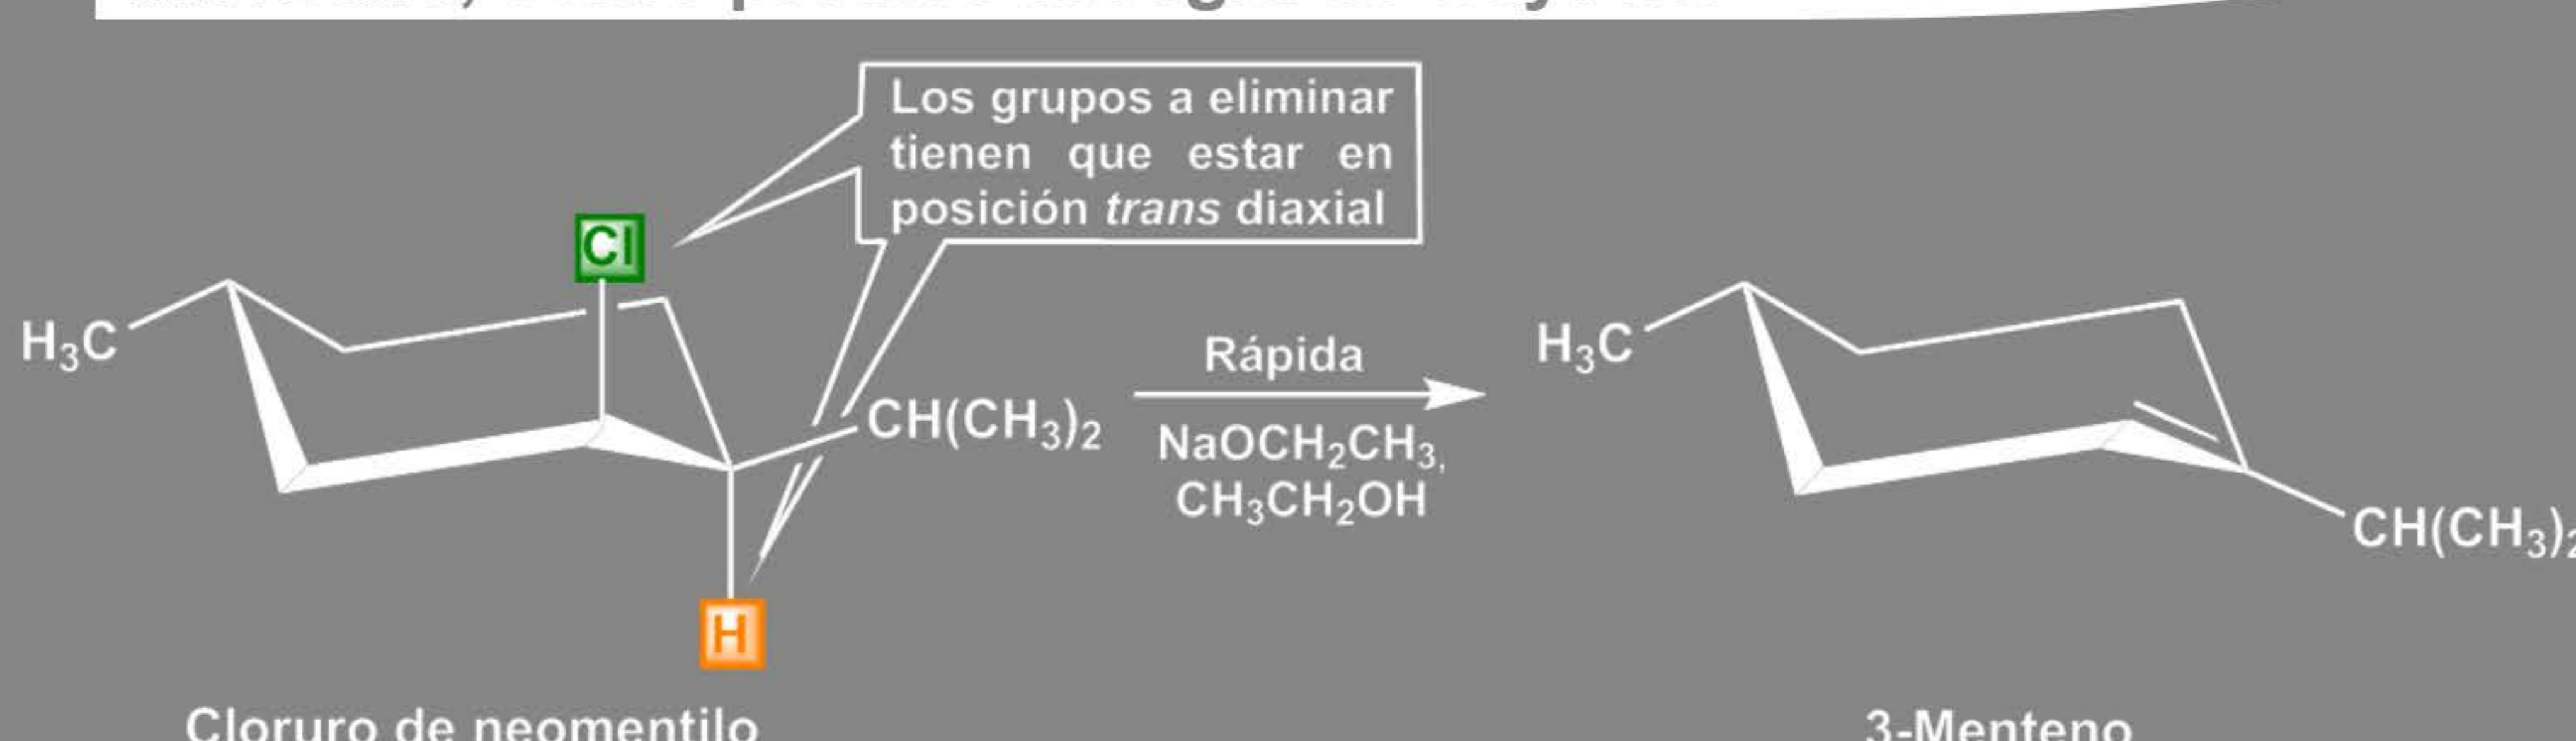 Los grupos a eliminar
tienen que estar en
posición trans diaxial
Cl
H₃C
CH(CH₃)₂
H
Rápida
NaOCH₂CH₃,
CH₃CH₂OH
H₃C
CH(CH₃)₂
Cloruro de neomentilo
3-Menteno